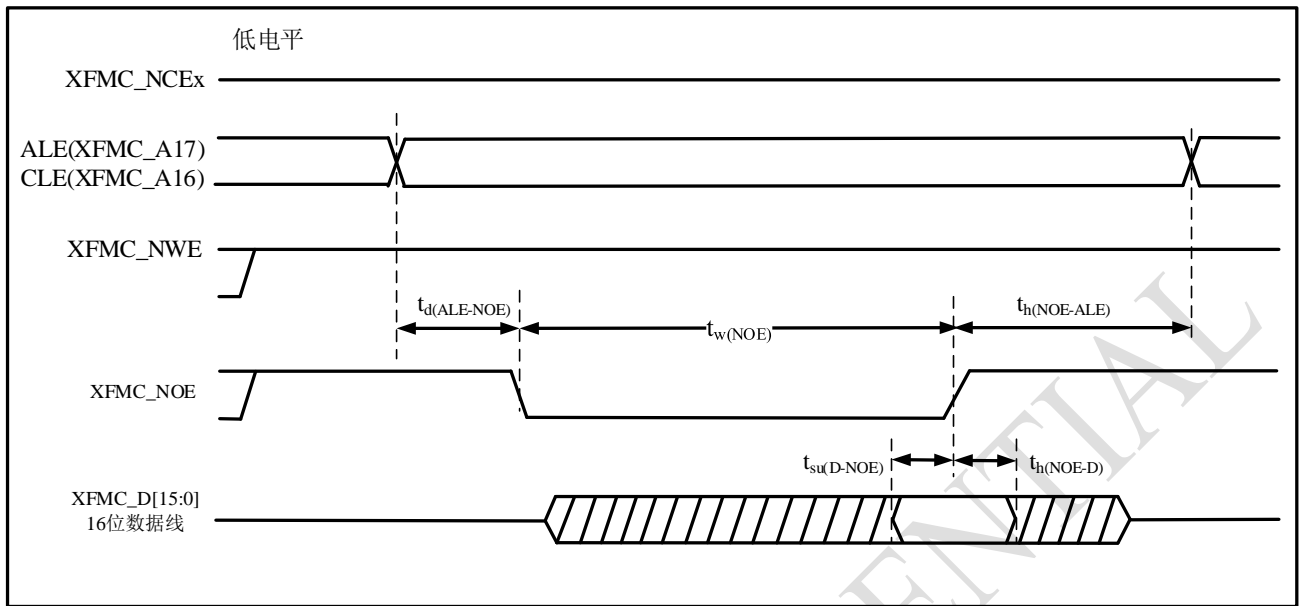 低电平
XFMC_NCEx
ALE(XFMC_A17)
CLE(XFMC_A16)
XFMC_NWE
td(ALE-NOE)
tw(NOE)
th(NOE-ALE)
XFMC_NOE
tsu(D-NOE)
th(NOE-D)
XFMC_D[15:0]
16位数据线
ENTIAL